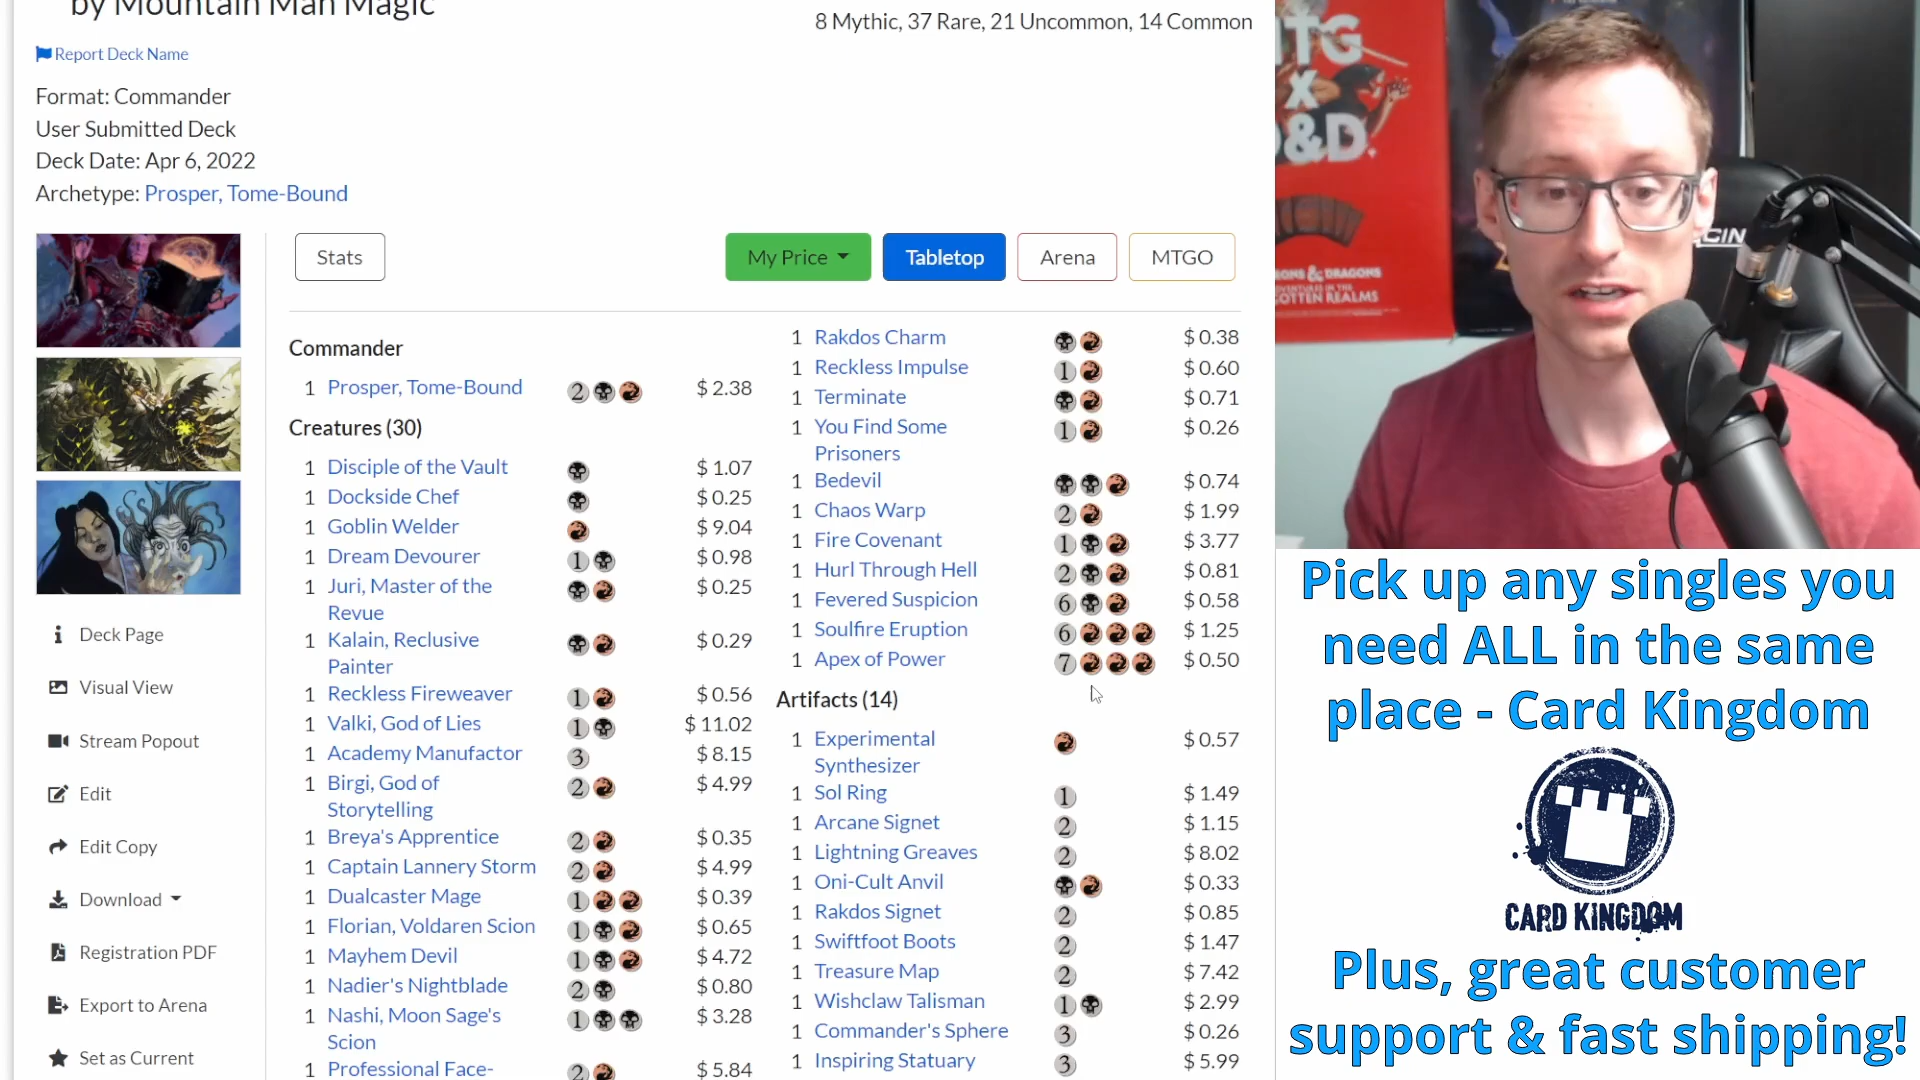 by Mountain Man Magic
8 Mythic, 37 Rare, 21 Uncommon, 14 Common
Report Deck Name
Format: Commander
User Submitted Deck
Deck Date: Apr 6, 2022
Archetype: Prosper, Tome-Bound
Stats
My Price
Tabletop
Arena
MTGO
Commander
1 Prosper, Tome-Bound 2 $ 2.38
Creatures (30)
1 Disciple of the Vault $ 1.07
1 Dockside Chef $ 0.25
1 Goblin Welder $ 9.04
1 Dream Devourer 1 $ 0.98
1 Juri, Master of the $ 0.25
Revue
1 Kalain, Reclusive $ 0.29
Painter
1 Reckless Fireweaver 1 $ 0.56
1 Valki, God of Lies 1 $ 11.02
1 Academy Manufactor 3 $ 8.15
1 Birgi, God of 2 $ 4.99
Storytelling
1 Breya's Apprentice 2 $ 0.35
1 Captain Lannery Storm 2 $ 4.99
1 Dualcaster Mage 1 $ 0.39
1 Florian, Voldaren Scion 1 $ 0.65
1 Mayhem Devil 1 $ 4.72
1 Nadier's Nightblade 2 $ 0.80
1 Nashi, Moon Sage's 1 $ 3.28
Scion
1 Professional Face- 2 $ 5.84
1 Rakdos Charm $ 0.38
1 Reckless Impulse 1 $ 0.60
1 Terminate $ 0.71
1 You Find Some 1 $ 0.26
Prisoners
1 Bedevil $ 0.74
1 Chaos Warp 2 $ 1.99
1 Fire Covenant 1 $ 3.77
1 Hurl Through Hell 2 $ 0.81
1 Fevered Suspicion 6 $ 0.58
1 Soulfire Eruption 6 $ 1.25
1 Apex of Power 7 $ 0.50
Artifacts (14)
1 Experimental $ 0.57
Synthesizer
1 Sol Ring 1 $ 1.49
1 Arcane Signet 2 $ 1.15
1 Lightning Greaves 2 $ 8.02
1 Oni-Cult Anvil $ 0.33
1 Rakdos Signet 2 $ 0.85
1 Swiftfoot Boots 2 $ 1.47
1 Treasure Map 2 $ 7.42
1 Wishclaw Talisman 1 $ 2.99
1 Commander's Sphere 3 $ 0.26
1 Inspiring Statuary 3 $ 5.99
Deck Page
Visual View
Stream Popout
Edit
Edit Copy
Download
Registration PDF
Export to Arena
Set as Current
MTG
X
D&D.
ONS & DRAGONS
OTTEN REALMS
Pick up any singles you
need ALL in the same
place - Card Kingdom
CARD KINGDOM
Plus, great customer
support & fast shipping!